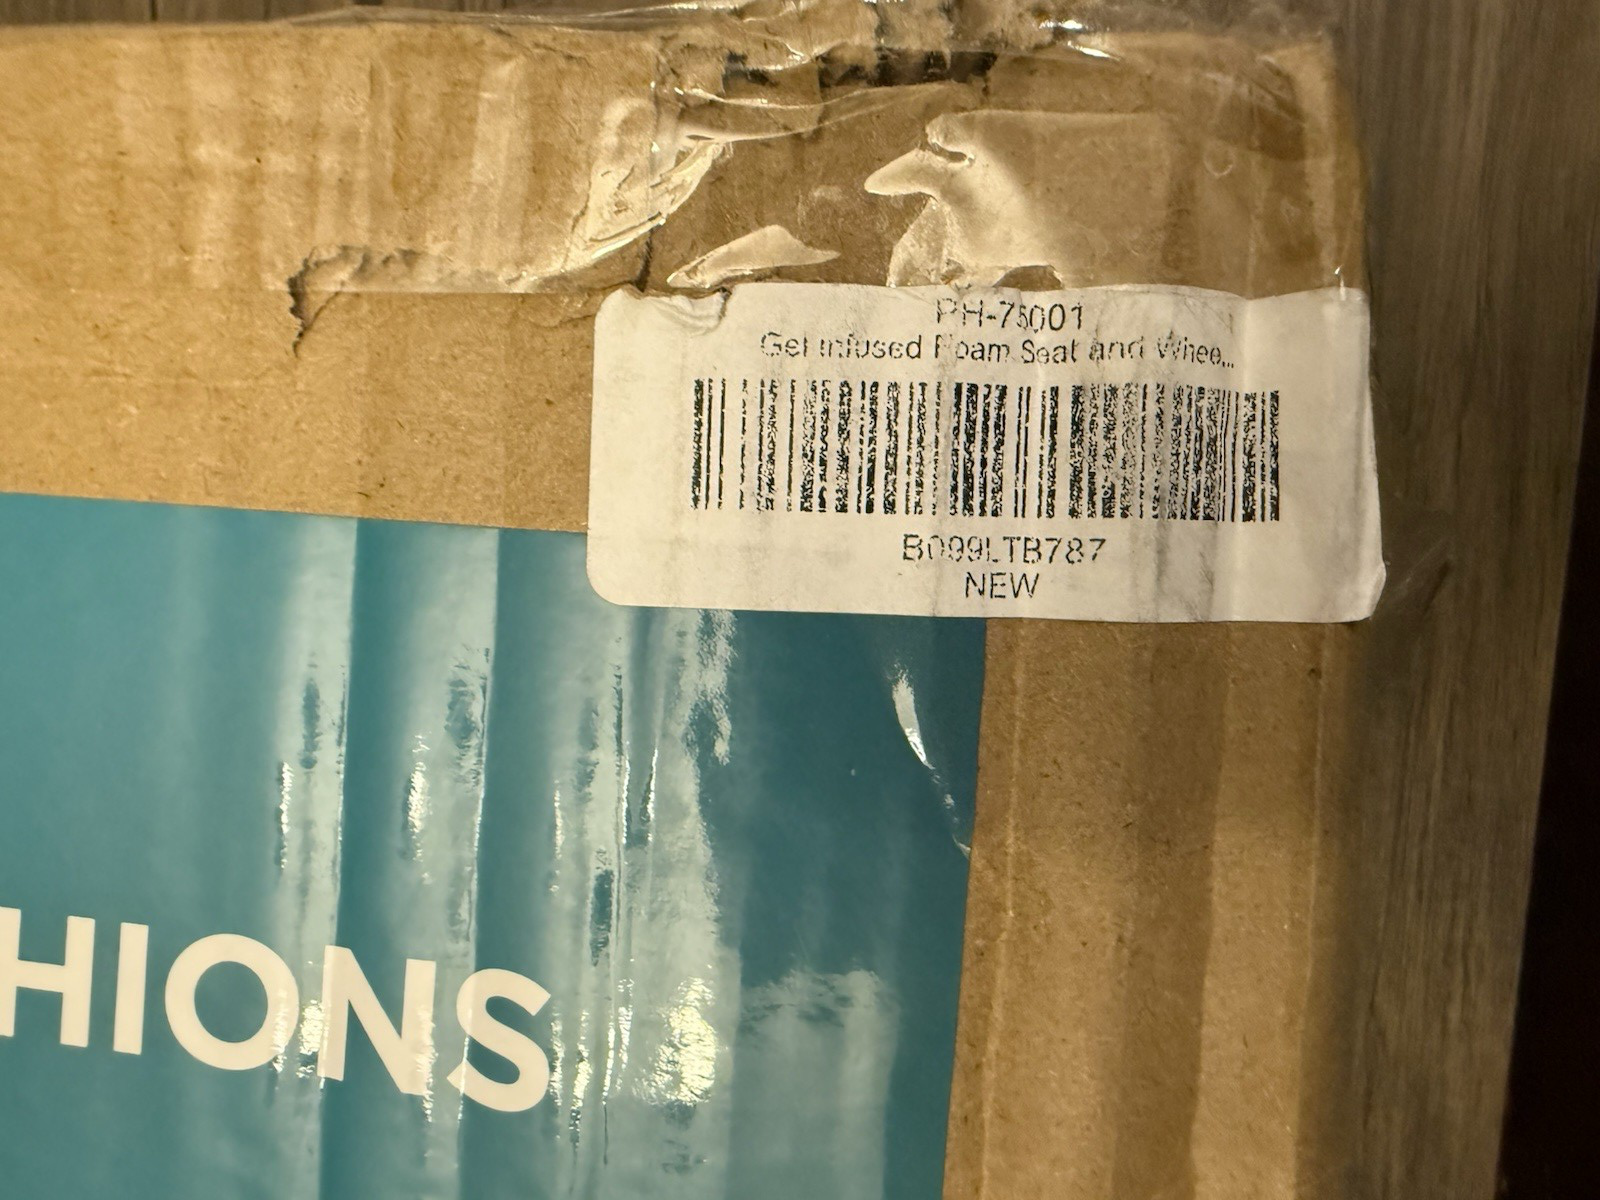 PH-75001
Gel Infused Foam Seat and Whee...
B099LTB787
NEW
HIONS